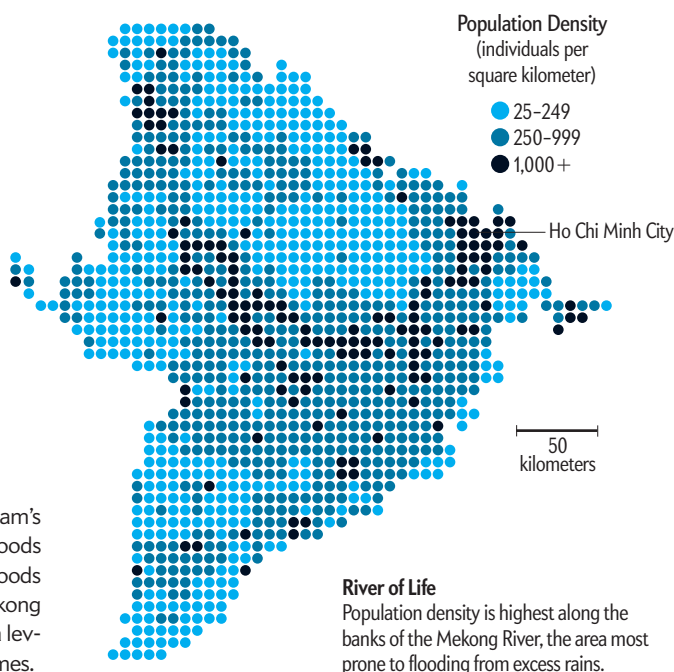 Population Density
(individuals per
square kilometer)
25–249
250–999
1,000+
Ho Chi Minh City
50
kilometers
River of Life
Population density is highest along the
banks of the Mekong River, the area most
prone to flooding from excess rains.